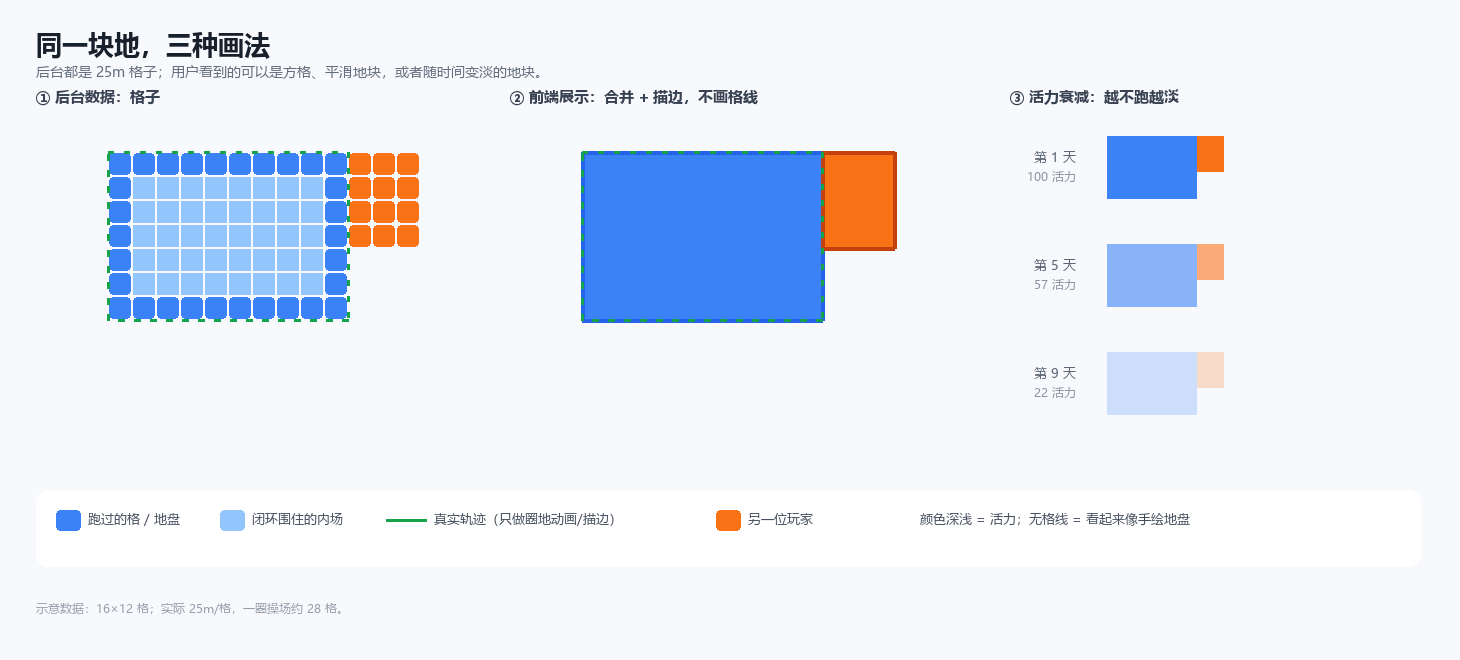 同一块地，三种画法
后台都是 25m 格子；用户看到的可以是方格、平滑地块，或者随时间变淡的地块。
① 后台数据：格子
② 前端展示：合并 + 描边，不画格线
③ 活力衰减：越不跑越淡
第 1 天
100 活力
第 5 天
57 活力
第 9 天
22 活力
跑过的格 / 地盘
闭环围住的内场
真实轨迹（只做圈地动画/描边）
另一位玩家
颜色深浅 = 活力；无格线 = 看起来像手绘地盘
示意数据：16×12 格；实际 25m/格，一圈操场约 28 格。